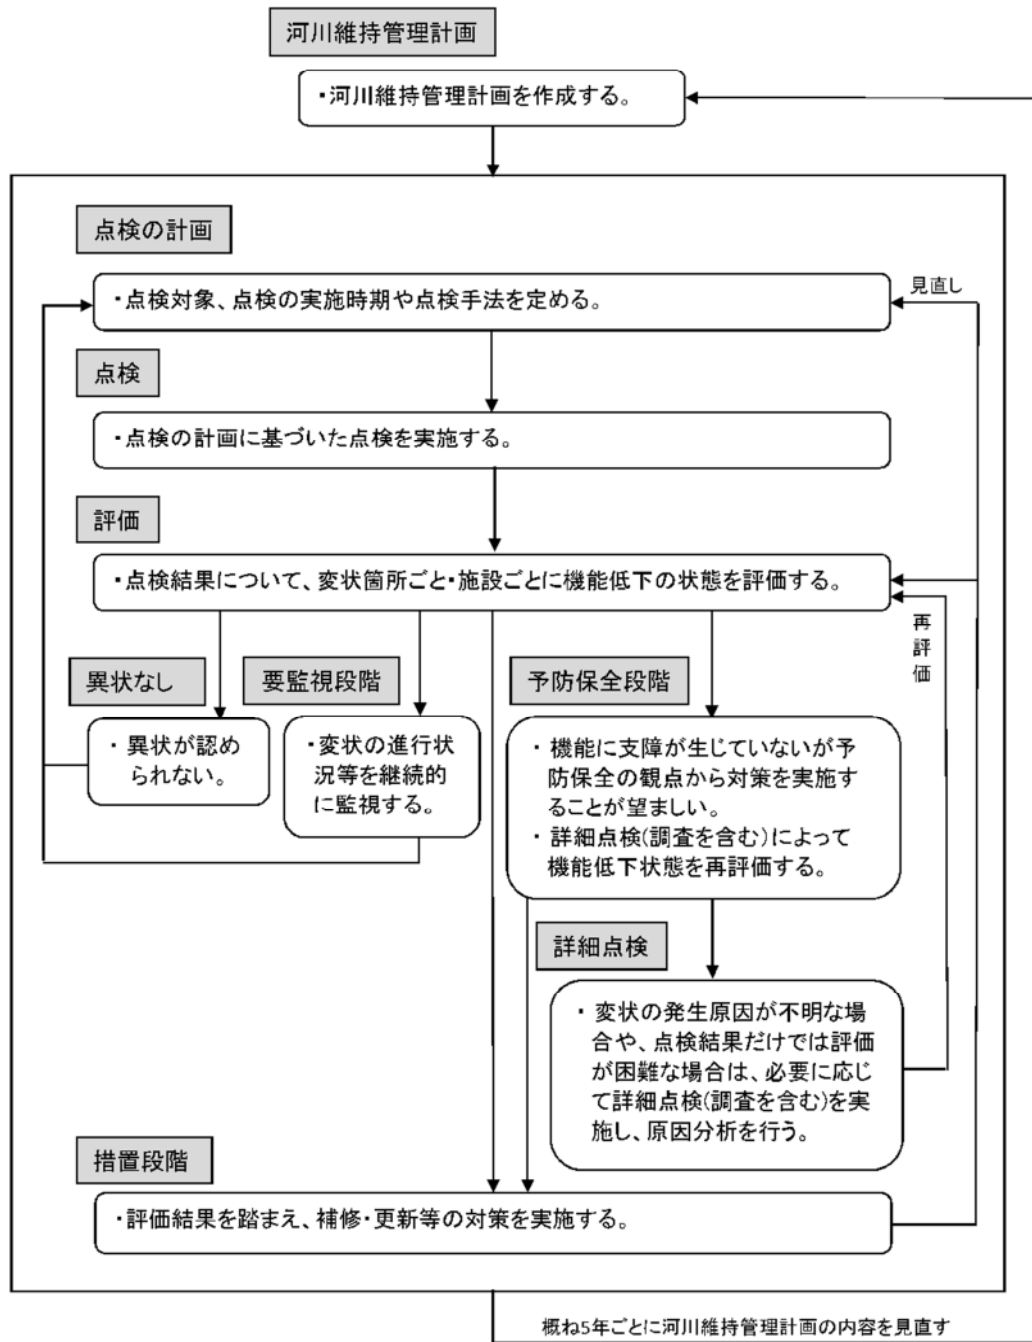 河川維持管理計画
・河川維持管理計画を作成する。
点検の計画
・点検対象、点検の実施時期や点検手法を定める。
見直し
点検
・点検の計画に基づいた点検を実施する。
評価
・点検結果について、変状箇所ごと・施設ごとに機能低下の状態を評価する。
再評価
異状なし
・異状が認め
られない。
要監視段階
・変状の進行状
況等を継続的
に監視する。
予防保全段階
・機能に支障が生じていないが予
防保全の観点から対策を実施す
ることが望ましい。
・詳細点検(調査を含む)によって
機能低下状態を再評価する。
詳細点検
・変状の発生原因が不明な場
合や、点検結果だけでは評価
が困難な場合は、必要に応じ
て詳細点検(調査を含む)を実
施し、原因分析を行う。
措置段階
・評価結果を踏まえ、補修・更新等の対策を実施する。
概ね5年ごとに河川維持管理計画の内容を見直す